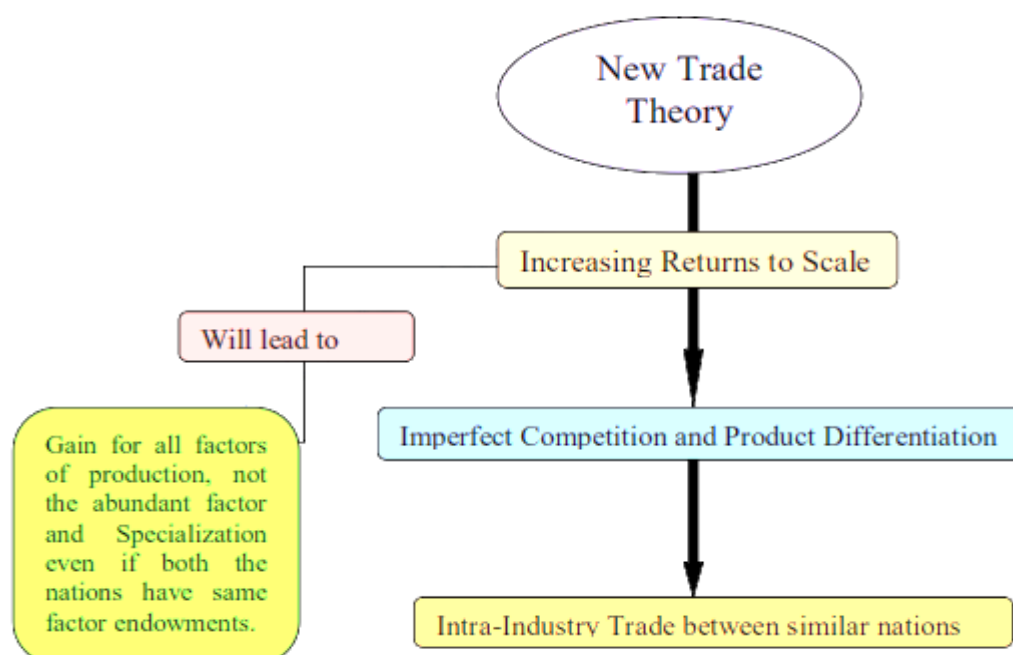 New Trade
Theory
Increasing Returns to Scale
Will lead to
Gain for all factors
of production, not
the abundant factor
and Specialization
even if both the
nations have same
factor endowments.
Imperfect Competition and Product Differentiation
Intra-Industry Trade between similar nations